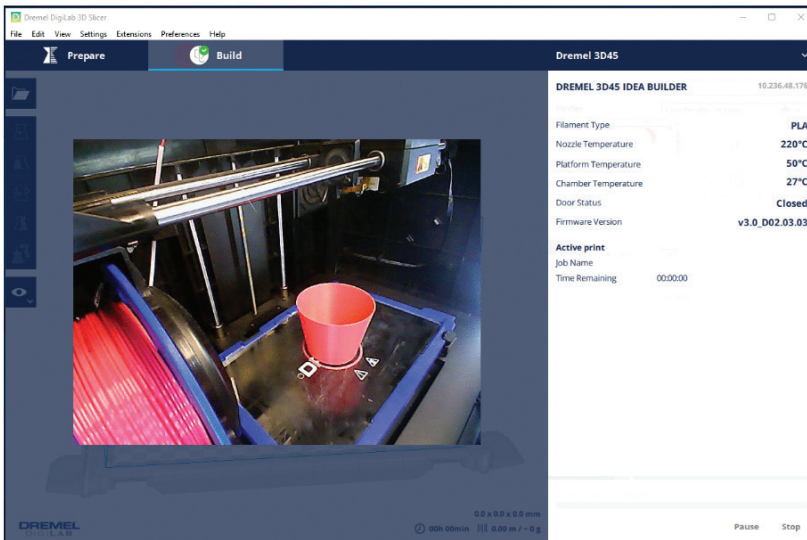 Dremel DigiLab 3D Slicer
File Edit View Settings Extensions Preferences Help
Prepare
Build
Dremel 3D45
DREMEL 3D45 IDEA BUILDER 10.236.48.176
Filament Type PLA
Nozzle Temperature 220°C
Platform Temperature 50°C
Chamber Temperature 27°C
Door Status Closed
Firmware Version v3.0_D02.03.03
Active print
Job Name
Time Remaining 00:00:00
0.0 x 0.0 x 0.0 mm
00h 00min 0.00 m / ~ 0 g
DREMEL
DIGILAB
Pause Stop